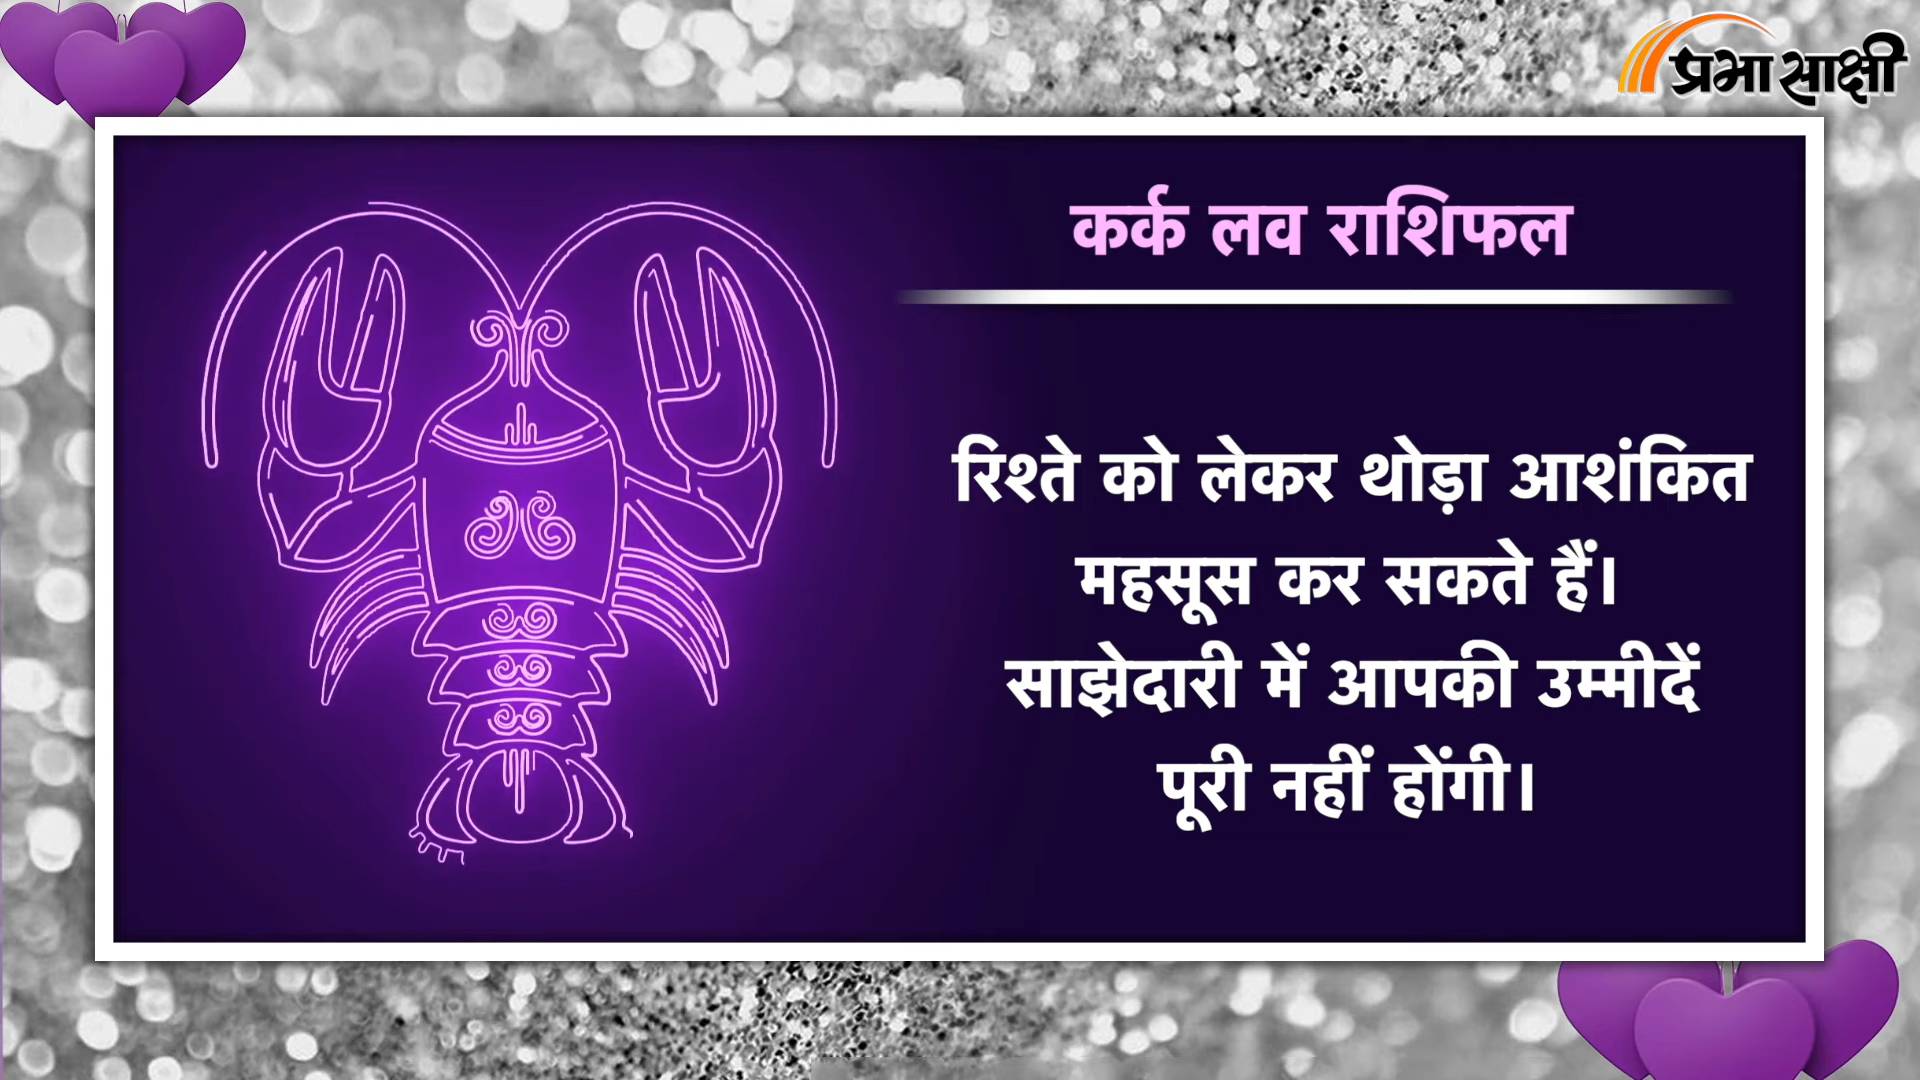 प्रभासाक्षी
कर्क लव राशिफल
रिश्ते को लेकर थोड़ा आशंकित
महसूस कर सकते हैं।
साझेदारी में आपकी उम्मीदें
पूरी नहीं होंगी।